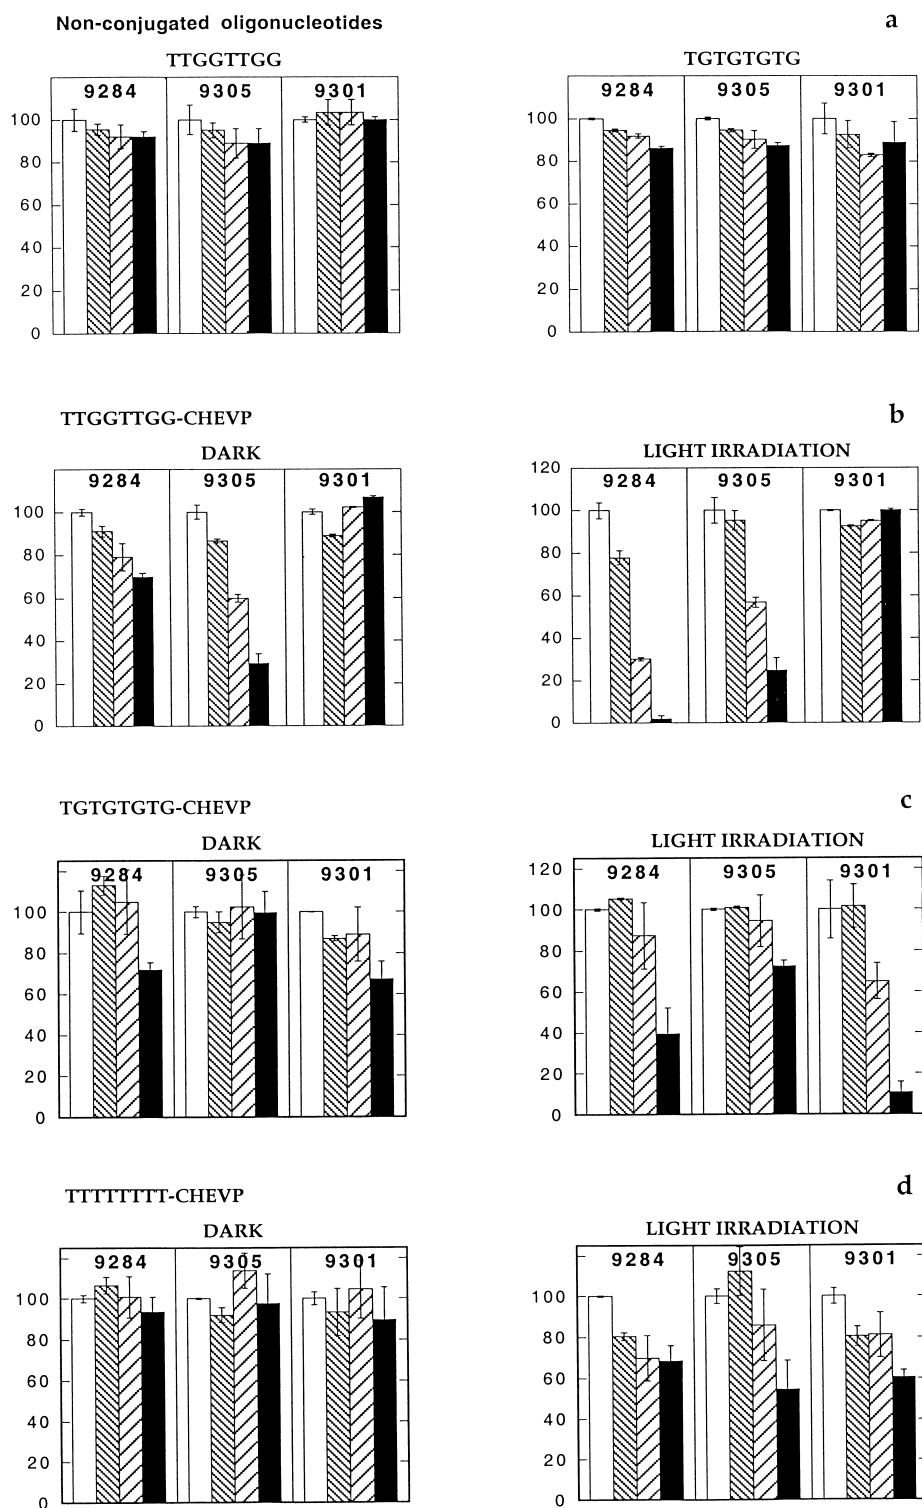 Non-conjugated oligonucleotides
a
TTGGTTGG
TGTGTGTG
9284 9305 9301
9284 9305 9301
100
80
60
40
20
0
100
80
60
40
20
0
TTGGTTGG-CHEVP
b
DARK
LIGHT IRRADIATION
9284 9305 9301
9284 9305 9301
100
80
60
40
20
0
120
100
80
60
40
20
0
TGTGTGTG-CHEVP
c
DARK
LIGHT IRRADIATION
9284 9305 9301
9284 9305 9301
100
80
60
40
20
0
120
100
80
60
40
20
0
TTTTTTTT-CHEVP
d
DARK
LIGHT IRRADIATION
9284 9305 9301
9284 9305 9301
100
80
60
40
20
0
100
80
60
40
20
0